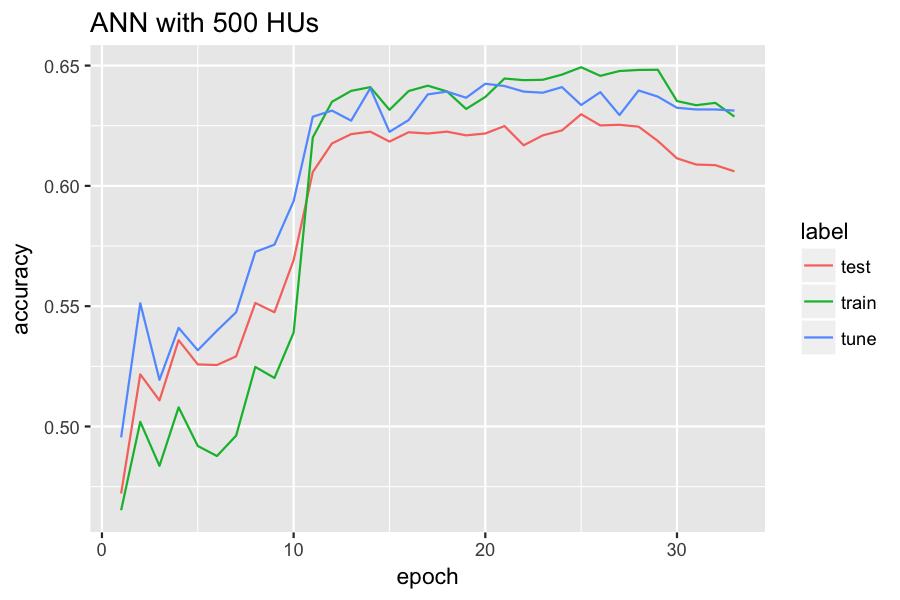 ANN with 500 HUs
0.65
0.60
0.55
0.50
accuracy
0
10
20
30
epoch
label
test
train
tune